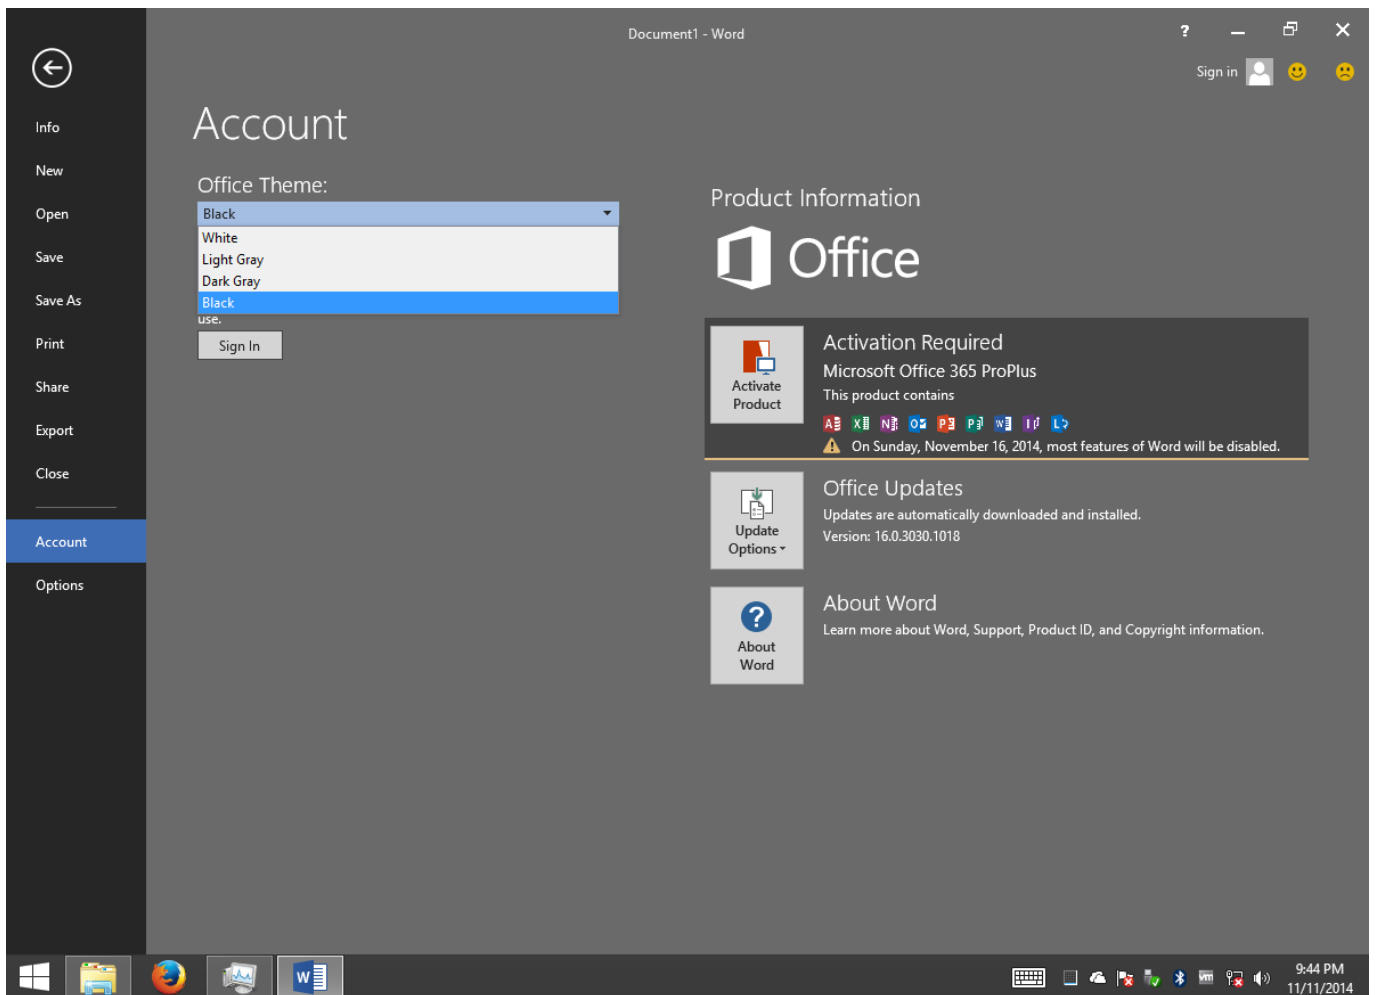 Document1 - Word
?
Sign in
Info
New
Open
Save
Save As
Print
Share
Export
Close
Account
Options
Account
Office Theme:
Black
White
Light Gray
Dark Gray
Black
use.
Sign In
Product Information
Office
Activate
Product
Activation Required
Microsoft Office 365 ProPlus
This product contains
On Sunday, November 16, 2014, most features of Word will be disabled.
Update
Options
Office Updates
Updates are automatically downloaded and installed.
Version: 16.0.3030.1018
?
About
Word
About Word
Learn more about Word, Support, Product ID, and Copyright information.
W
vm
9:44 PM
11/11/2014